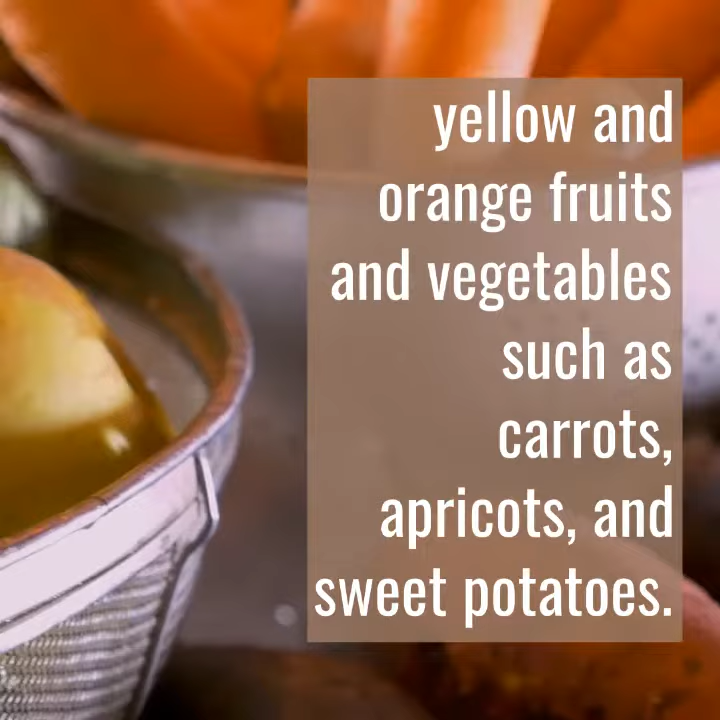 yellow and
orange fruits
and vegetables
such as
carrots,
apricots, and
sweet potatoes.